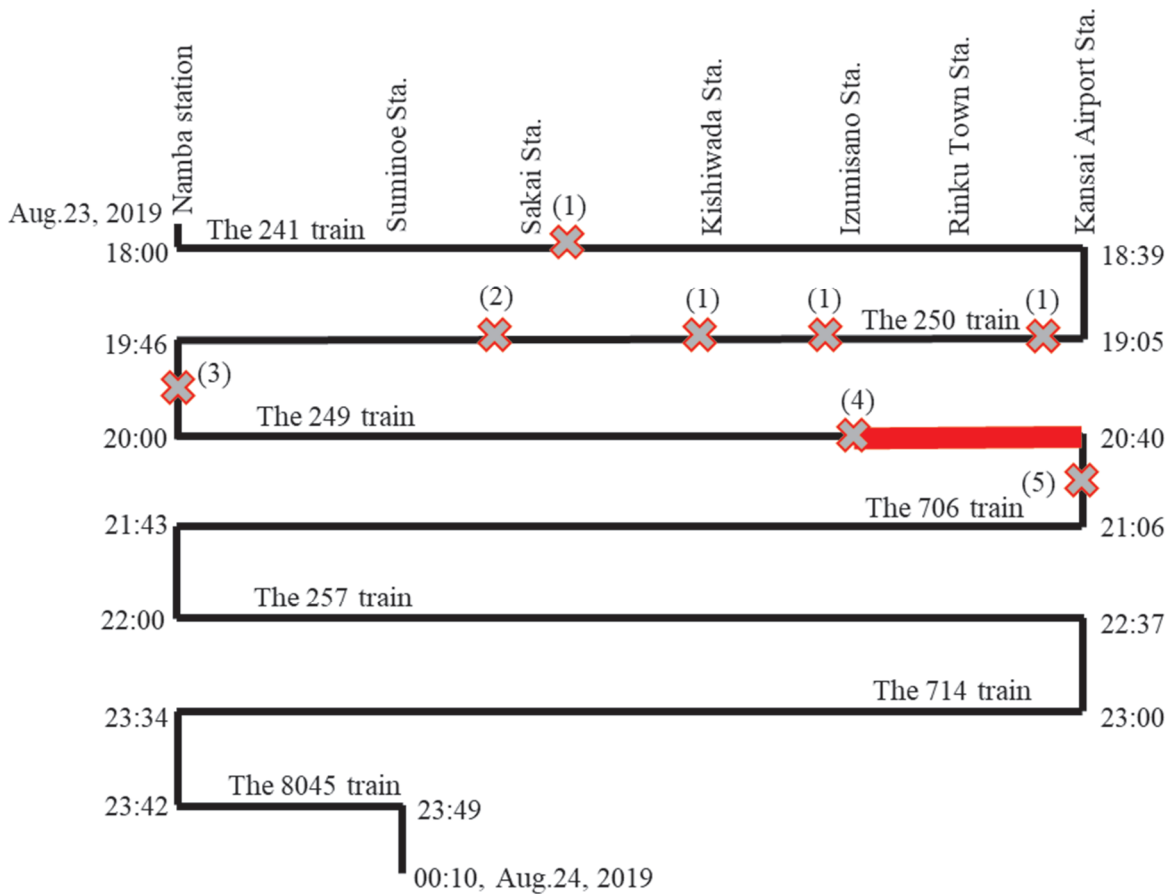 Namba station
Suminoe Sta.
Sakai Sta.
Kishiwada Sta.
Izumisano Sta.
Rinku Town Sta.
Kansai Airport Sta.
Aug.23, 2019
The 241 train
(1)
18:00
18:39
(2)
(1)
(1)
The 250 train
(1)
19:46
19:05
(3)
The 249 train
(4)
20:00
20:40
(5)
The 706 train
21:43
21:06
The 257 train
22:00
22:37
The 714 train
23:34
23:00
The 8045 train
23:42
23:49
00:10, Aug.24, 2019